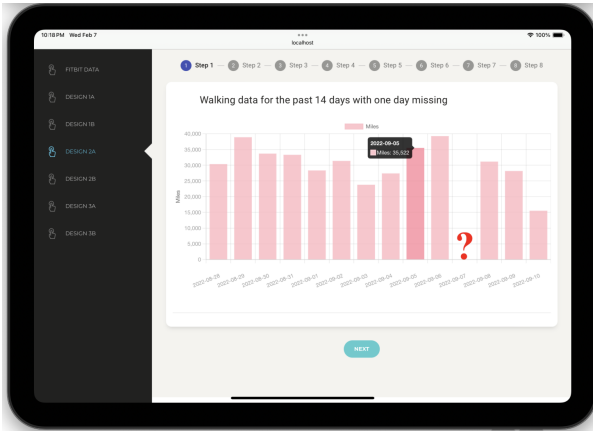 10:18 PM Wed Feb 7
localhost
100%
FITBIT DATA
DESIGN 1A
DESIGN 1B
DESIGN 2A
DESIGN 2B
DESIGN 3A
DESIGN 3B
1 Step 1 2 Step 2 3 Step 3 4 Step 4 5 Step 5 6 Step 6 7 Step 7 8 Step 8
Walking data for the past 14 days with one day missing
Miles
40,000
35,000
30,000
25,000
20,000
15,000
10,000
5,000
0
Miles
2022-09-05
Miles: 35,522
?
2022-08-28 2022-08-29 2022-08-30 2022-08-31 2022-09-01 2022-09-02 2022-09-03 2022-09-04 2022-09-05 2022-09-06 2022-09-07 2022-09-08 2022-09-09 2022-09-10
NEXT